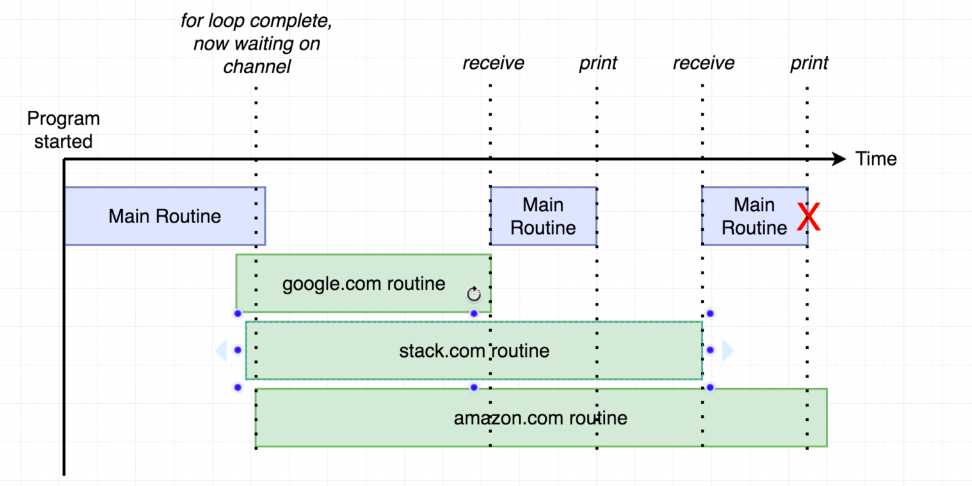 for loop complete,
now waiting on
channel
receive
print
receive
print
Program
started
Time
Main Routine
Main
Routine
Main
Routine
X
google.com routine
stack.com routine
amazon.com routine